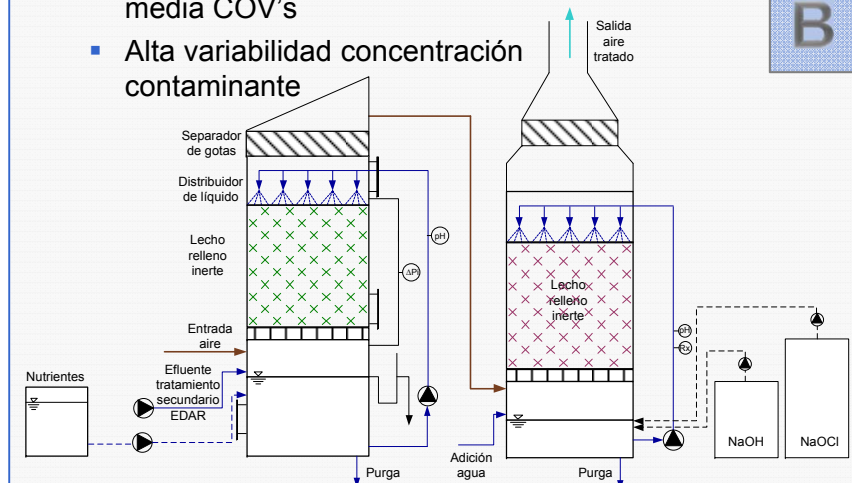 media COV's
▪ Alta variabilidad concentración
contaminante
B
Salida
aire
tratado
Separador
de gotas
Distribuidor
de líquido
Lecho
relleno
inerte
pH
ΔPi
Entrada
aire
Efluente
tratamiento
secundario
EDAR
Nutrientes
Purga
Lecho
relleno
inerte
pH
Rx
Adición
agua
Purga
NaOH
NaOCl